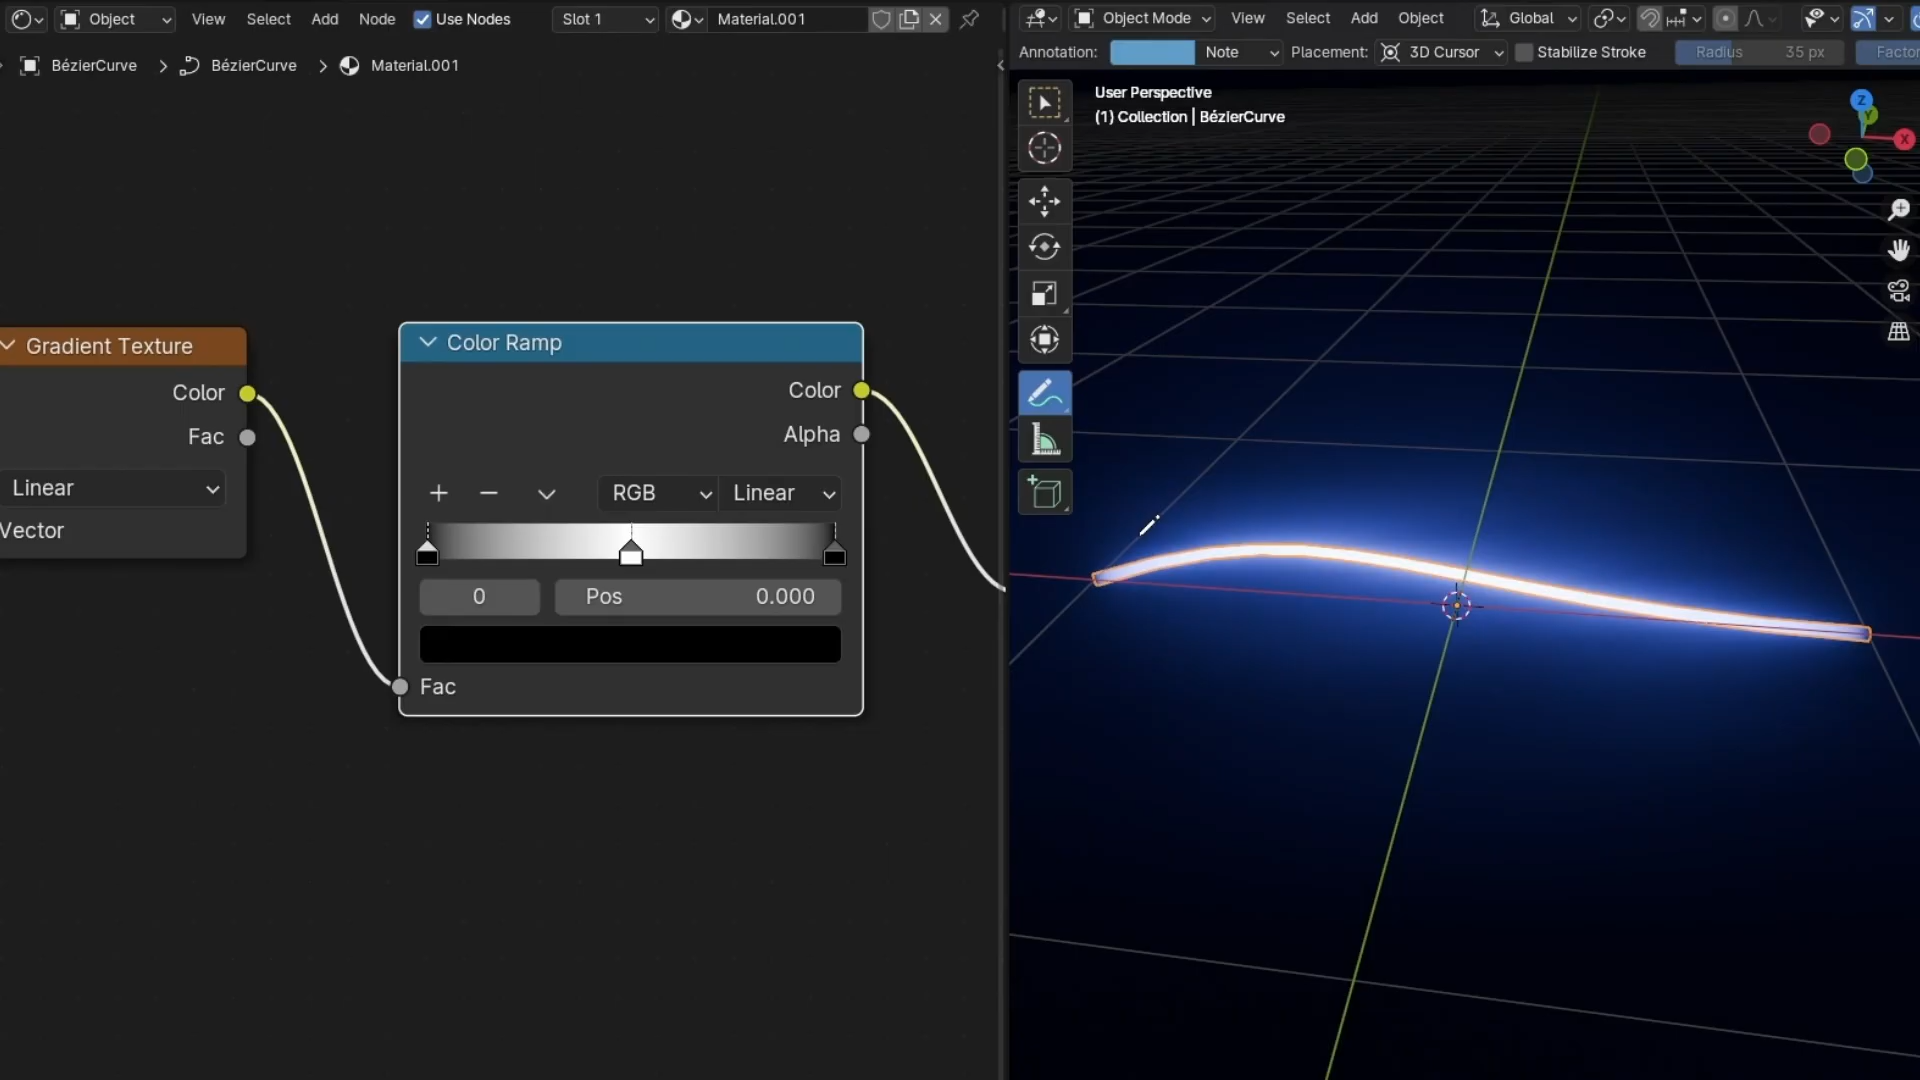 Object View Select Add Node Use Nodes Slot 1 Material.001
BézierCurve BézierCurve Material.001
Gradient Texture
Color
Fac
Linear
Vector
Color Ramp
Color
Alpha
RGB Linear
0 Pos 0.000
Fac
Object Mode View Select Add Object Global
Annotation: Note Placement: 3D Cursor Stabilize Stroke Radius 35 px Factor
User Perspective
(1) Collection | BézierCurve
Z
Y
X